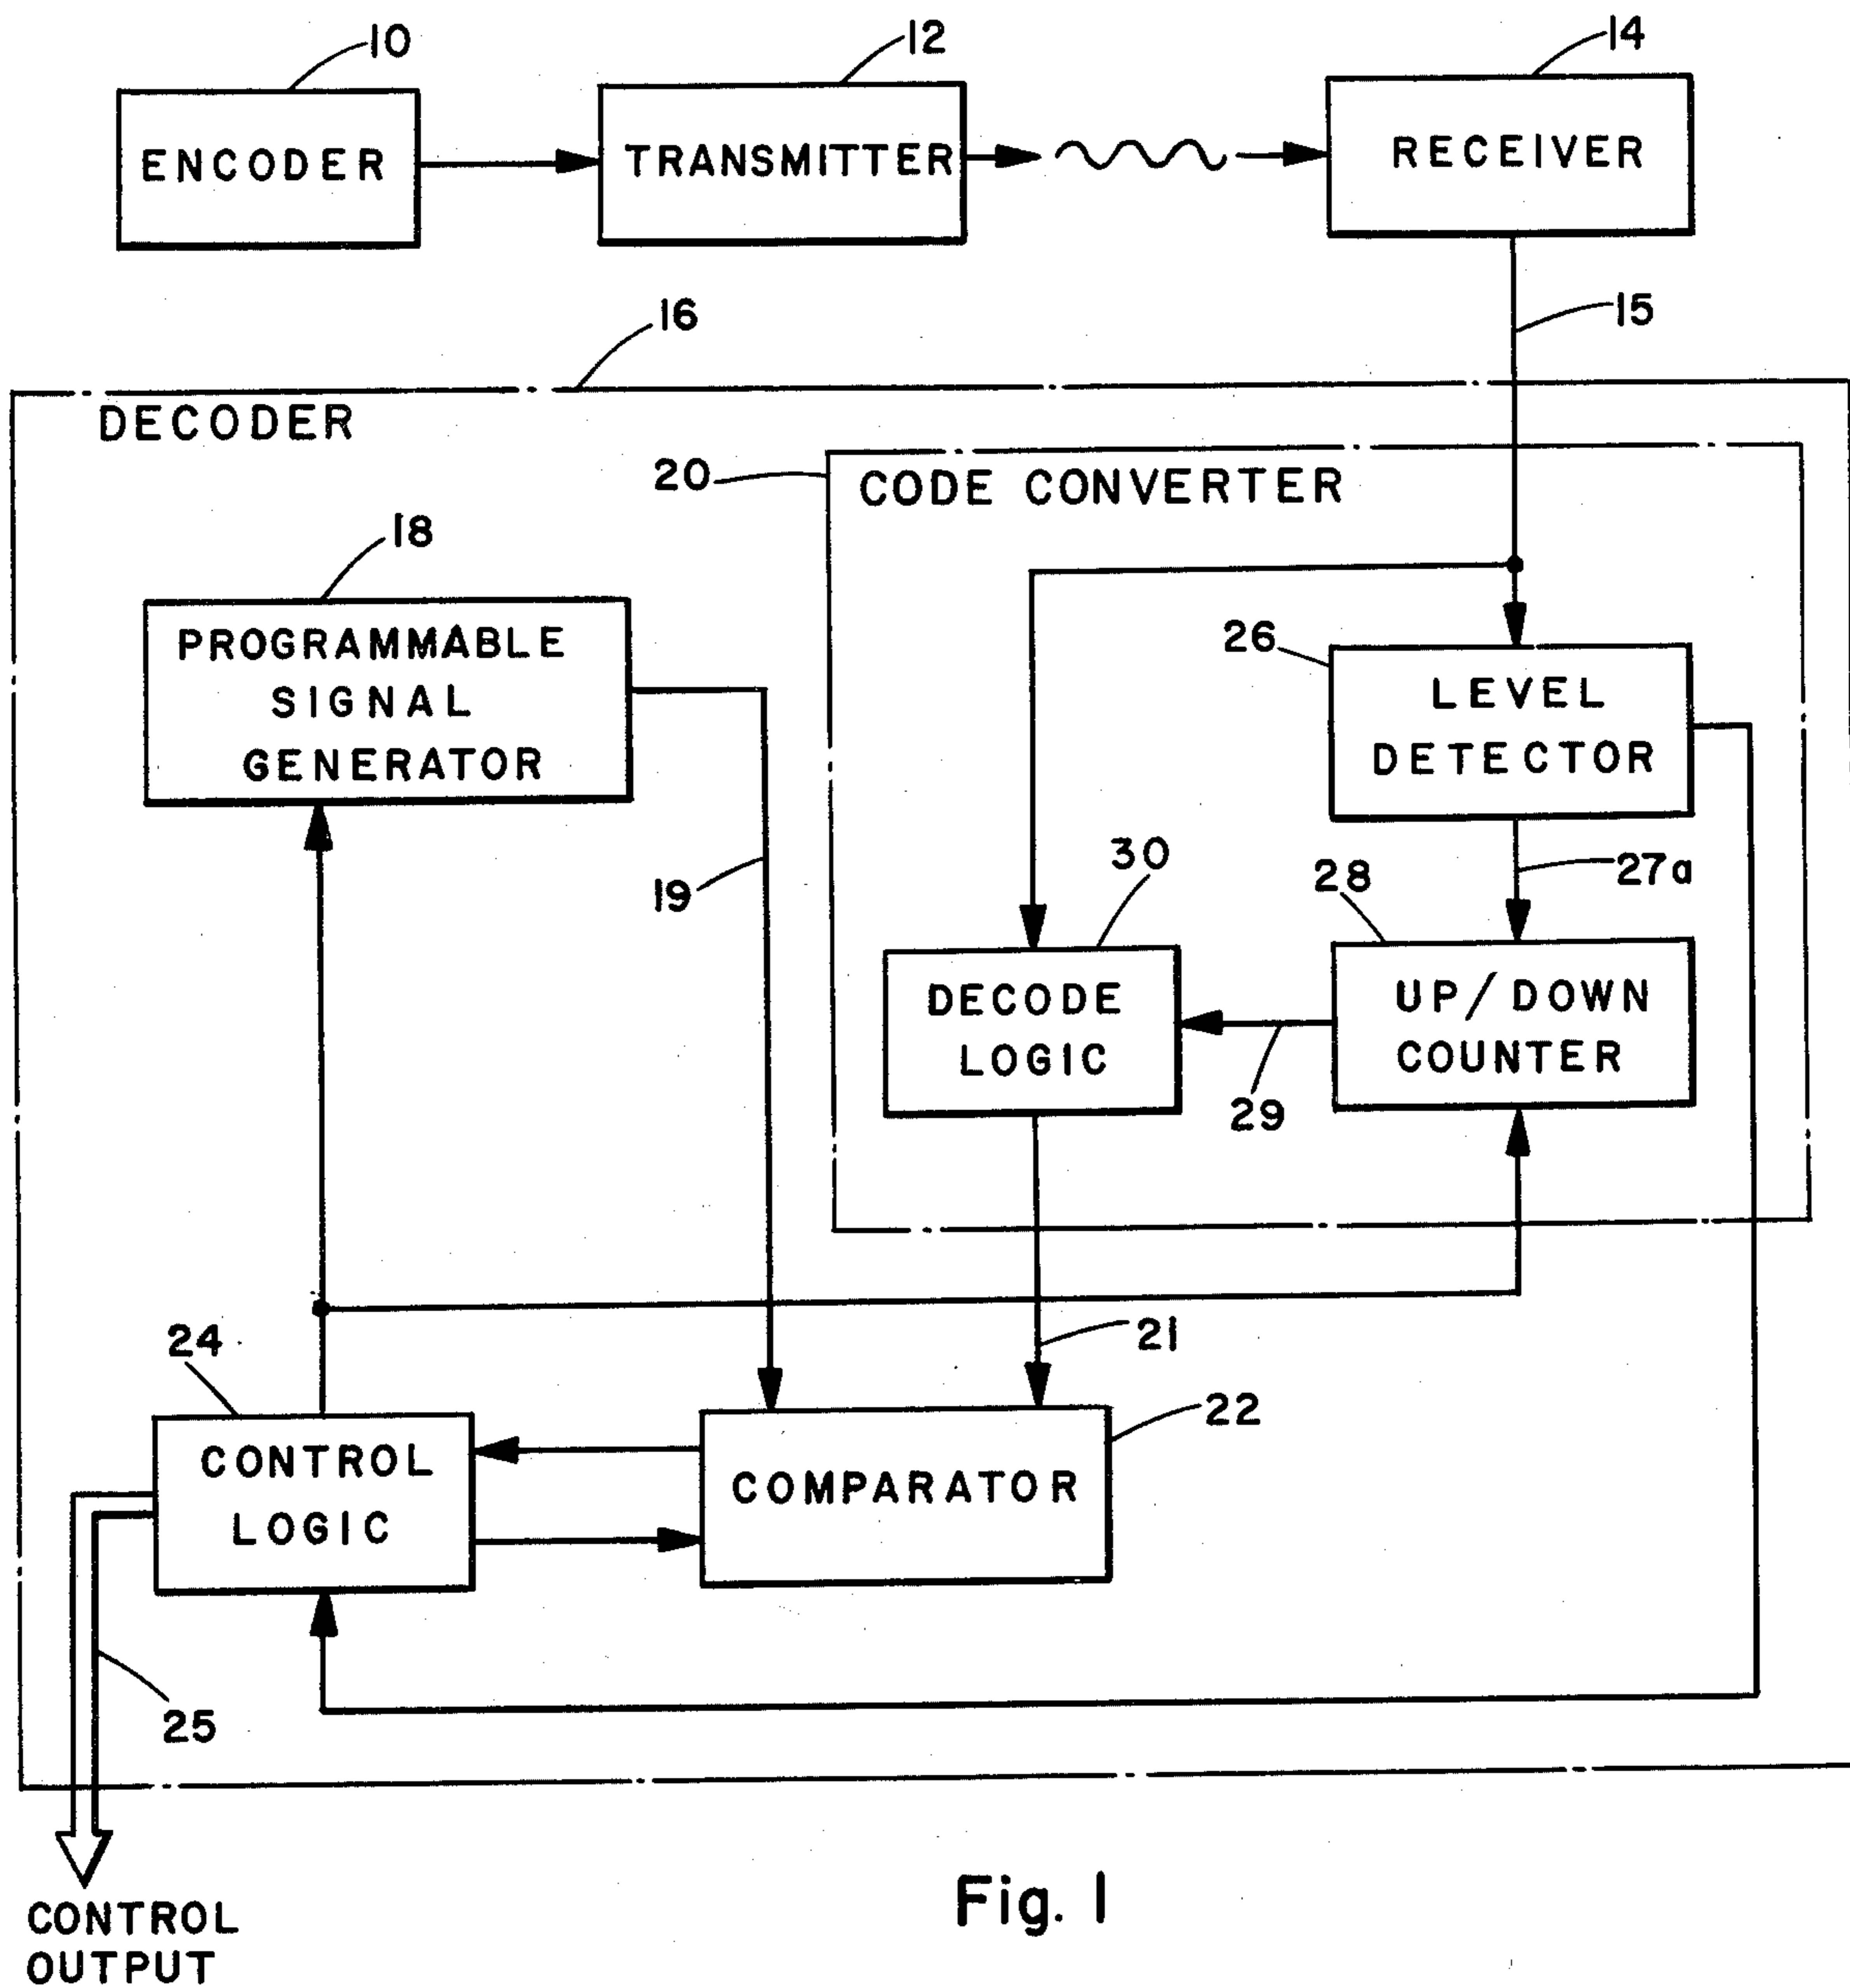 10
12
14
ENCODER
TRANSMITTER
RECEIVER
15
16
DECODER
20
CODE CONVERTER
18
PROGRAMMABLE
SIGNAL
GENERATOR
26
LEVEL
DETECTOR
19
30
28
27a
DECODE
LOGIC
UP/DOWN
COUNTER
29
21
24
22
CONTROL
LOGIC
COMPARATOR
25
CONTROL
OUTPUT
Fig. 1